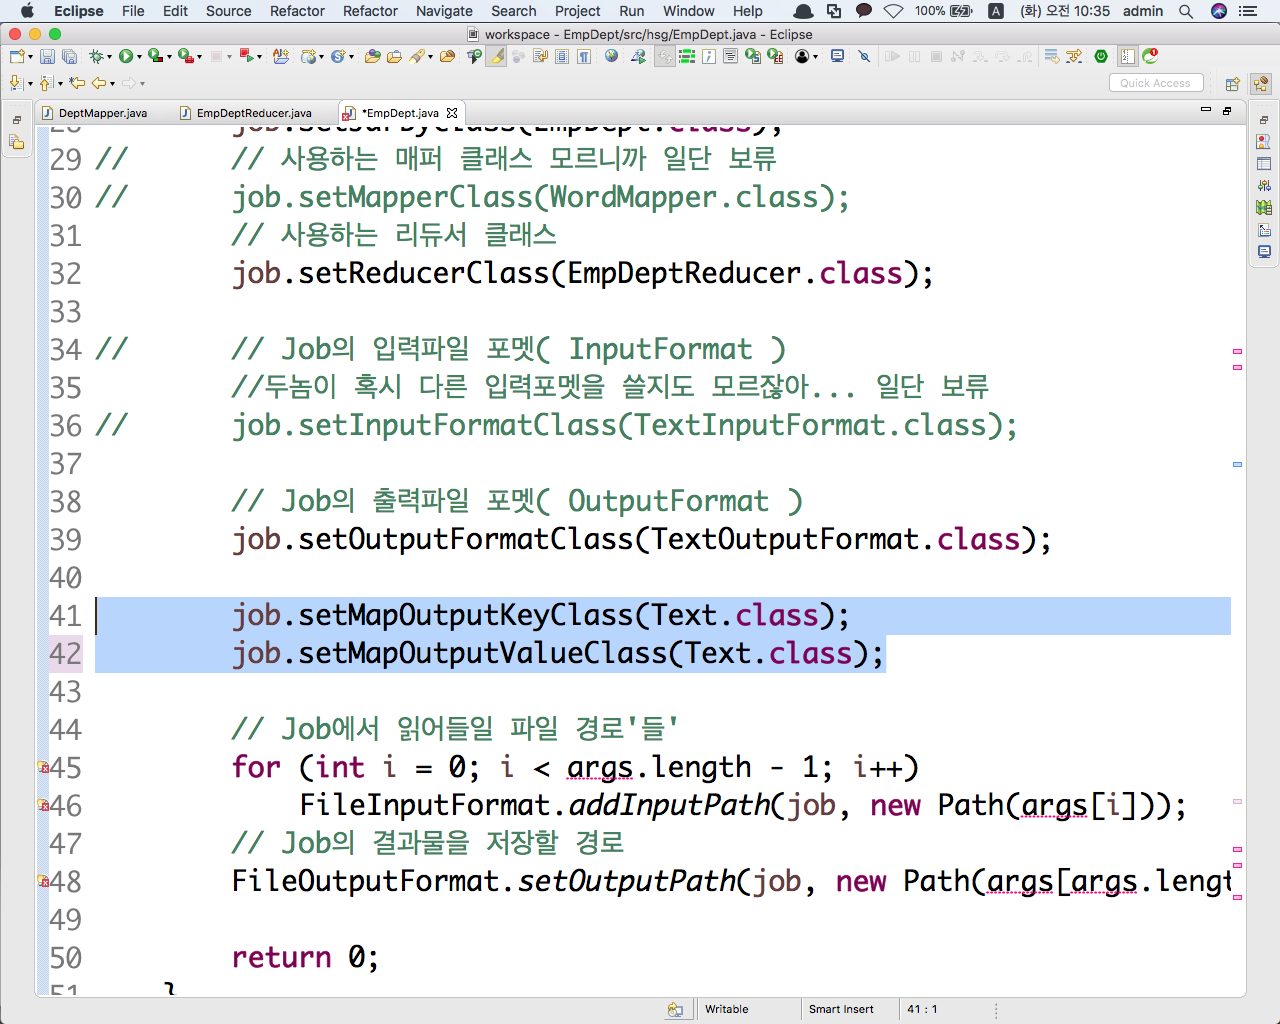 Eclipse File Edit Source Refactor Refactor Navigate Search Project Run Window Help 100% A (화) 오전 10:35 admin
workspace - EmpDept/src/hsg/EmpDept.java - Eclipse
Quick Access
DeptMapper.java EmpDeptReducer.java *EmpDept.java
28 job.setJarByClass(EmpDept.class);
29 // // 사용하는 매퍼 클래스 모르니까 일단 보류
30 // job.setMapperClass(WordMapper.class);
31 // 사용하는 리듀서 클래스
32 job.setReducerClass(EmpDeptReducer.class);
33
34 // // Job의 입력파일 포멧( InputFormat )
35 //두놈이 혹시 다른 입력포멧을 쓸지도 모르잖아... 일단 보류
36 // job.setInputFormatClass(TextInputFormat.class);
37
38 // Job의 출력파일 포멧( OutputFormat )
39 job.setOutputFormatClass(TextOutputFormat.class);
40
41 job.setMapOutputKeyClass(Text.class);
42 job.setMapOutputValueClass(Text.class);
43
44 // Job에서 읽어들일 파일 경로'들'
45 for (int i = 0; i < args.length - 1; i++)
46 FileInputFormat.addInputPath(job, new Path(args[i]));
47 // Job의 결과물을 저장할 경로
48 FileOutputFormat.setOutputPath(job, new Path(args[args.lengt
49
50 return 0;
51 }
Writable Smart Insert 41 : 1